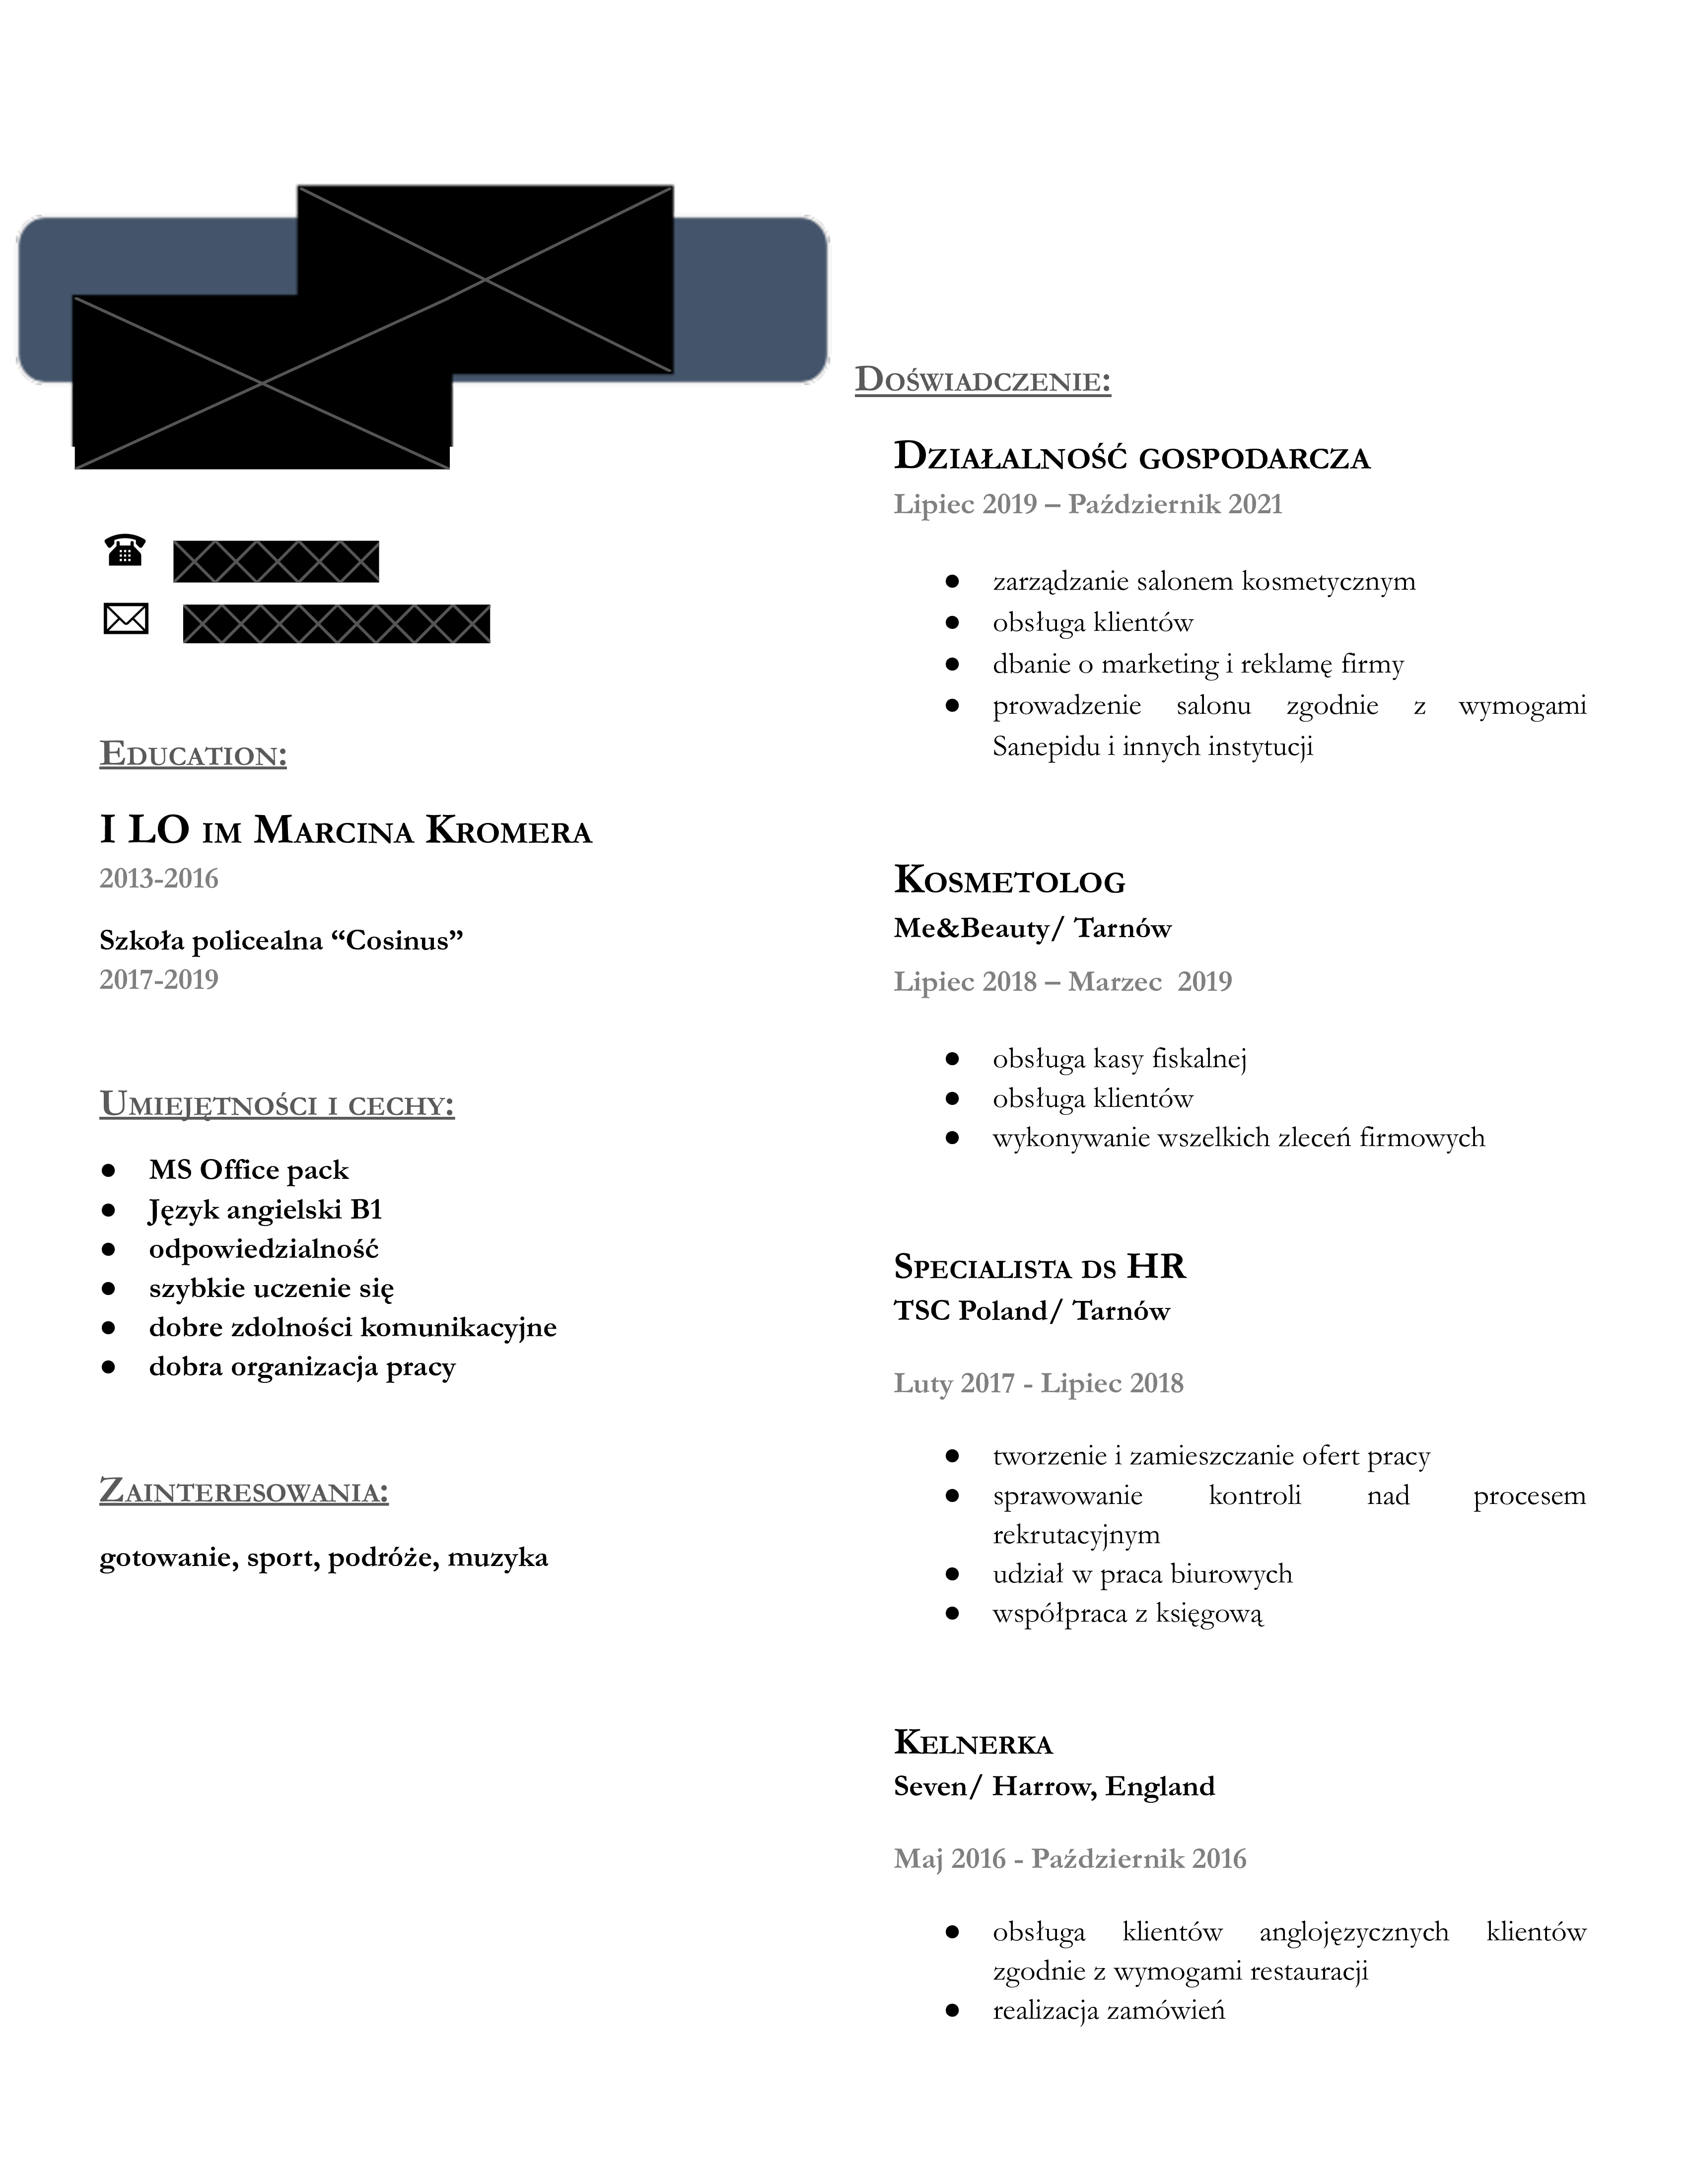 Education:
I LO im Marcina Kromera
2013-2016
Szkoła policealna “Cosinus”
2017-2019
Umiejętności i cechy:
● MS Office pack
● Język angielski B1
● odpowiedzialność
● szybkie uczenie się
● dobre zdolności komunikacyjne
● dobra organizacja pracy
Zainteresowania:
gotowanie, sport, podróże, muzyka
Doświadczenie:
Działalność gospodarcza
Lipiec 2019 – Październik 2021
● zarządzanie salonem kosmetycznym
● obsługa klientów
● dbanie o marketing i reklamę firmy
● prowadzenie salonu zgodnie z wymogami
Sanepidu i innych instytucji
Kosmetolog
Me&Beauty/ Tarnów
Lipiec 2018 – Marzec 2019
● obsługa kasy fiskalnej
● obsługa klientów
● wykonywanie wszelkich zleceń firmowych
Specialista ds HR
TSC Poland/ Tarnów
Luty 2017 - Lipiec 2018
● tworzenie i zamieszczanie ofert pracy
● sprawowanie kontroli nad procesem
rekrutacyjnym
● udział w praca biurowych
● współpraca z księgową
Kelnerka
Seven/ Harrow, England
Maj 2016 - Październik 2016
● obsługa klientów anglojęzycznych klientów
zgodnie z wymogami restauracji
● realizacja zamówień